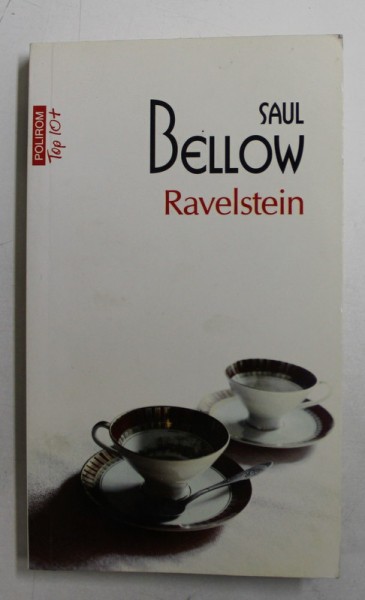 POLIROM
Top 10+
SAUL
BELLOW
Ravelstein